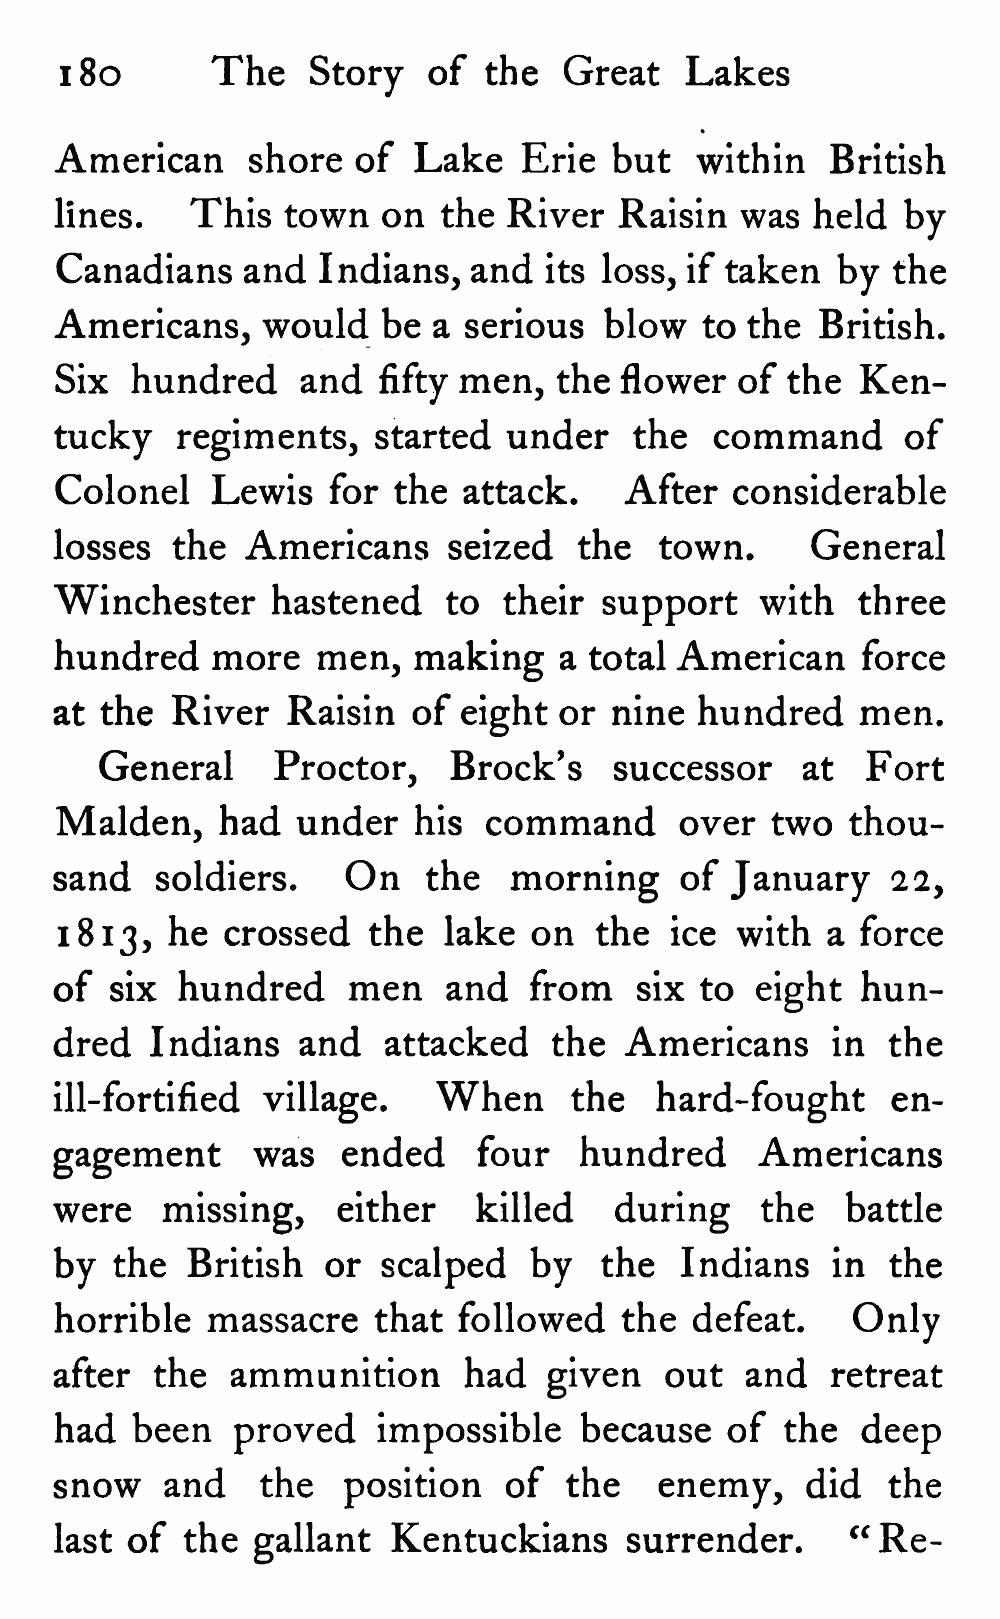 180 The Story of the Great Lakes
American shore of Lake Erie but within British
lines. This town on the River Raisin was held by
Canadians and Indians, and its loss, if taken by the
Americans, would be a serious blow to the British.
Six hundred and fifty men, the flower of the Ken-
tucky regiments, started under the command of
Colonel Lewis for the attack. After considerable
losses the Americans seized the town. General
Winchester hastened to their support with three
hundred more men, making a total American force
at the River Raisin of eight or nine hundred men.
General Proctor, Brock's successor at Fort
Malden, had under his command over two thou-
sand soldiers. On the morning of January 22,
1813, he crossed the lake on the ice with a force
of six hundred men and from six to eight hun-
dred Indians and attacked the Americans in the
ill-fortified village. When the hard-fought en-
gagement was ended four hundred Americans
were missing, either killed during the battle
by the British or scalped by the Indians in the
horrible massacre that followed the defeat. Only
after the ammunition had given out and retreat
had been proved impossible because of the deep
snow and the position of the enemy, did the
last of the gallant Kentuckians surrender. “Re-